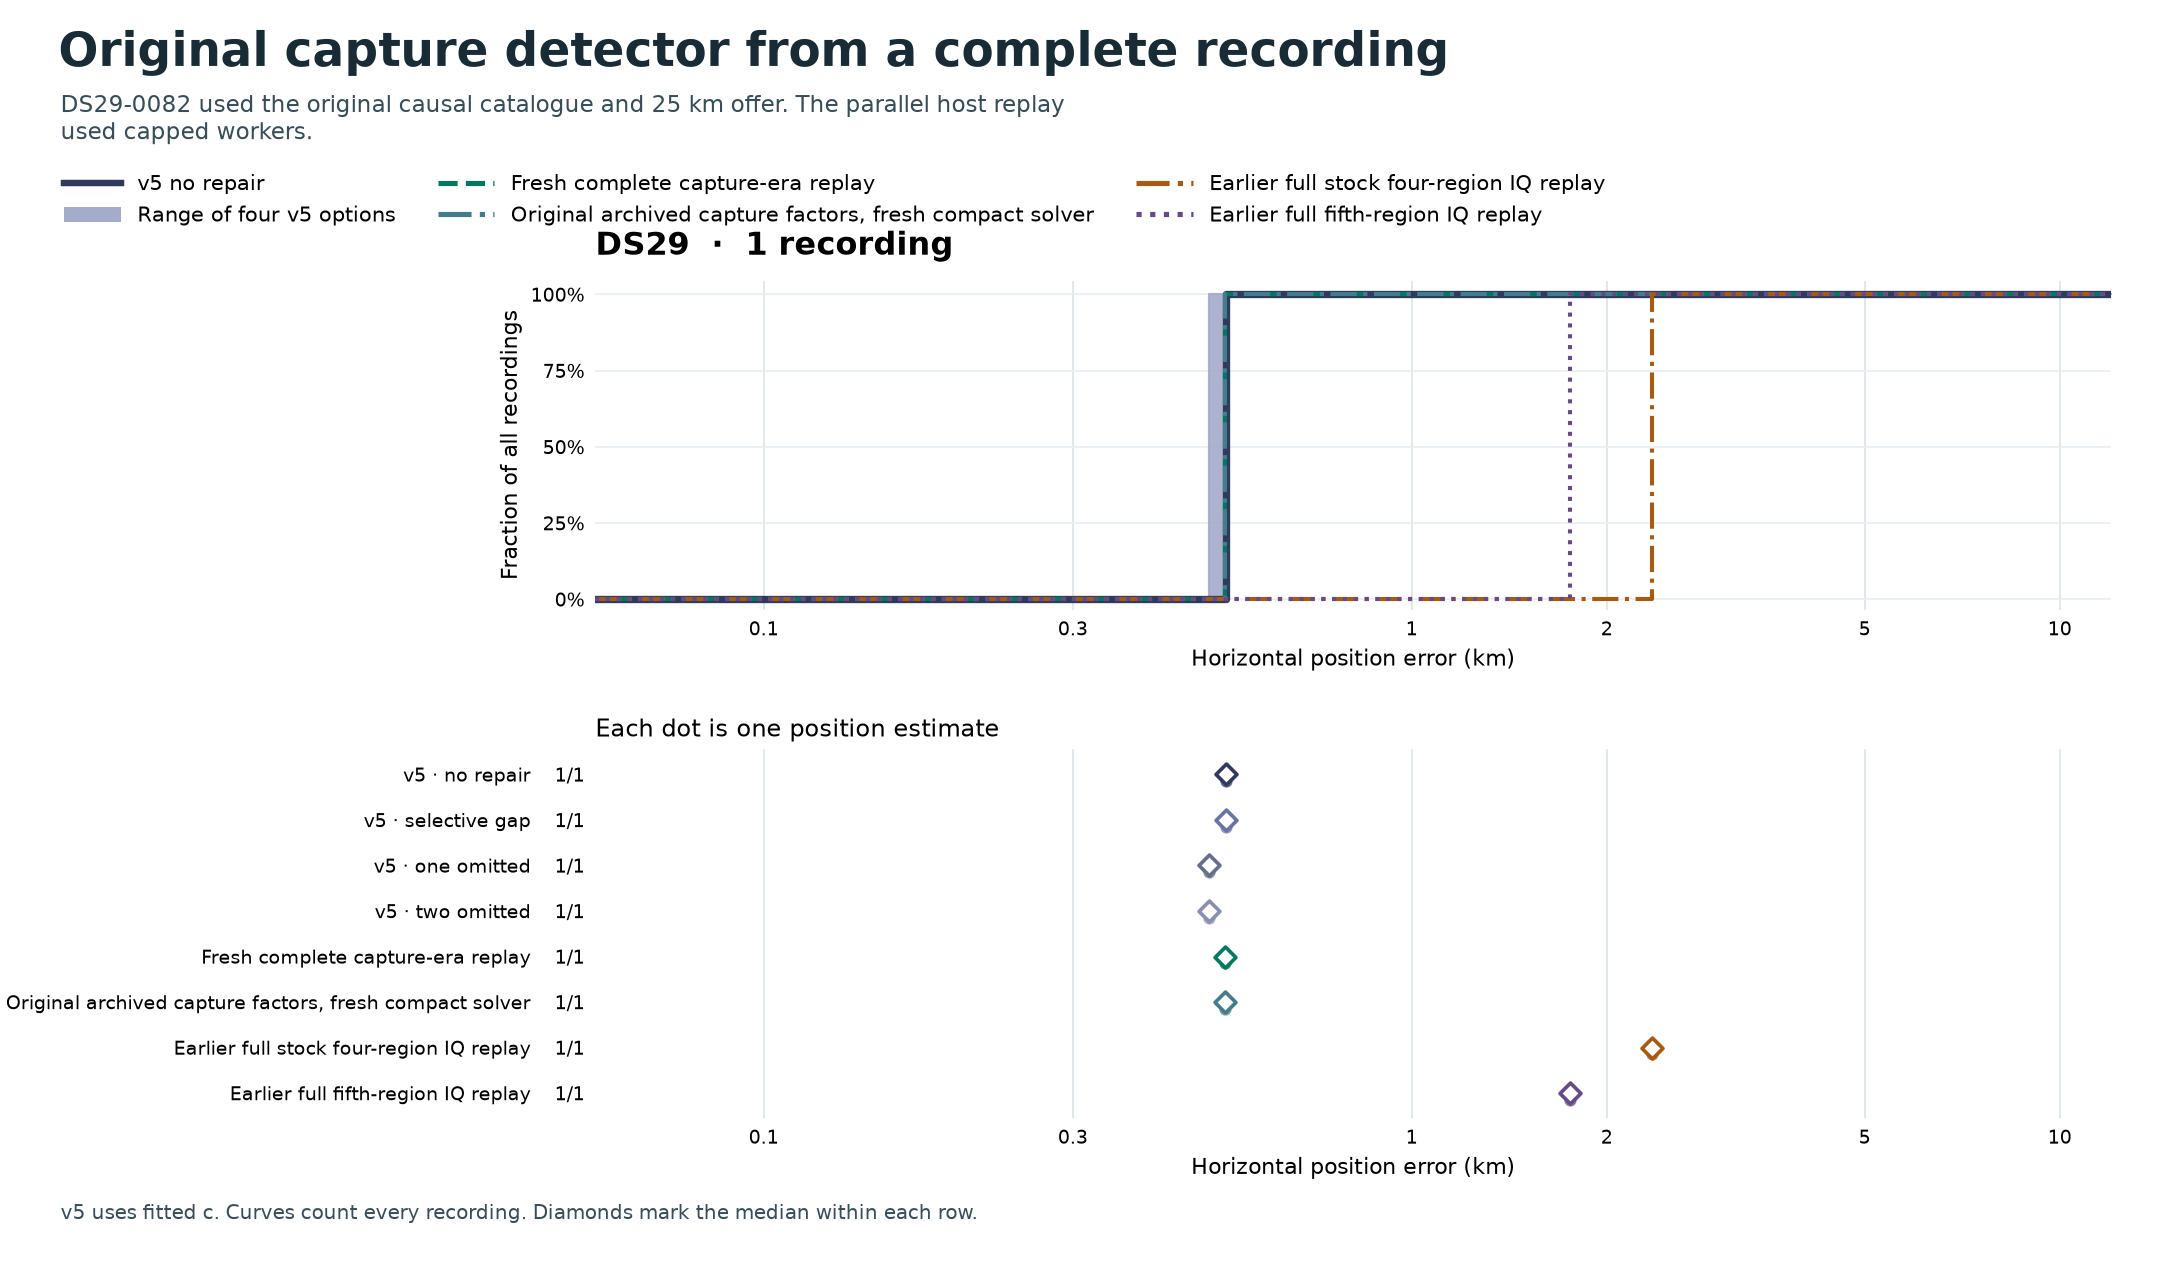 Original capture detector from a complete recording
DS29-0082 used the original causal catalogue and 25 km offer. The parallel host replay
used capped workers.
v5 no repair
Range of four v5 options
Fresh complete capture-era replay
Original archived capture factors, fresh compact solver
Earlier full stock four-region IQ replay
Earlier full fifth-region IQ replay
DS29 · 1 recording
Fraction of all recordings
100%
75%
50%
25%
0%
0.1 0.3 1 2 5 10
Horizontal position error (km)
Each dot is one position estimate
v5 · no repair 1/1
v5 · selective gap 1/1
v5 · one omitted 1/1
v5 · two omitted 1/1
Fresh complete capture-era replay 1/1
Original archived capture factors, fresh compact solver 1/1
Earlier full stock four-region IQ replay 1/1
Earlier full fifth-region IQ replay 1/1
0.1 0.3 1 2 5 10
Horizontal position error (km)
v5 uses fitted c. Curves count every recording. Diamonds mark the median within each row.